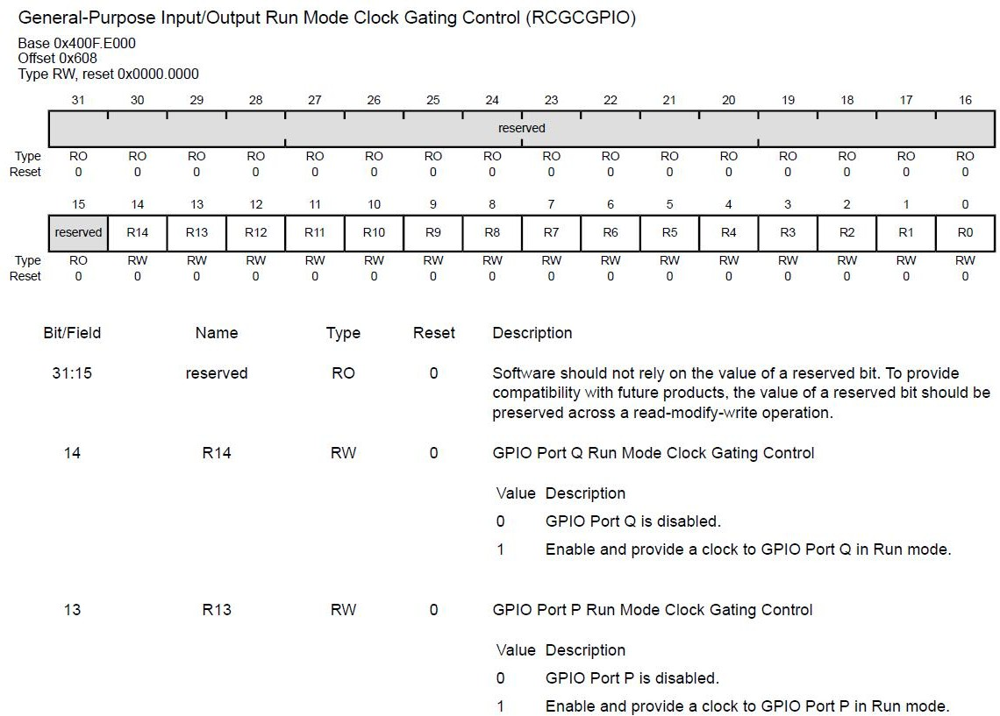 General-Purpose Input/Output Run Mode Clock Gating Control (RCGCGPIO)
Base 0x400F.E000
Offset 0x608
Type RW, reset 0x0000.0000
31 30 29 28 27 26 25 24 23 22 21 20 19 18 17 16
reserved
Type RO RO RO RO RO RO RO RO RO RO RO RO RO RO RO RO
Reset 0 0 0 0 0 0 0 0 0 0 0 0 0 0 0 0
15 14 13 12 11 10 9 8 7 6 5 4 3 2 1 0
reserved R14 R13 R12 R11 R10 R9 R8 R7 R6 R5 R4 R3 R2 R1 R0
Type RO RW RW RW RW RW RW RW RW RW RW RW RW RW RW RW
Reset 0 0 0 0 0 0 0 0 0 0 0 0 0 0 0 0
Bit/Field Name Type Reset Description
31:15 reserved RO 0 Software should not rely on the value of a reserved bit. To provide
compatibility with future products, the value of a reserved bit should be
preserved across a read-modify-write operation.
14 R14 RW 0 GPIO Port Q Run Mode Clock Gating Control
Value Description
0 GPIO Port Q is disabled.
1 Enable and provide a clock to GPIO Port Q in Run mode.
13 R13 RW 0 GPIO Port P Run Mode Clock Gating Control
Value Description
0 GPIO Port P is disabled.
1 Enable and provide a clock to GPIO Port P in Run mode.